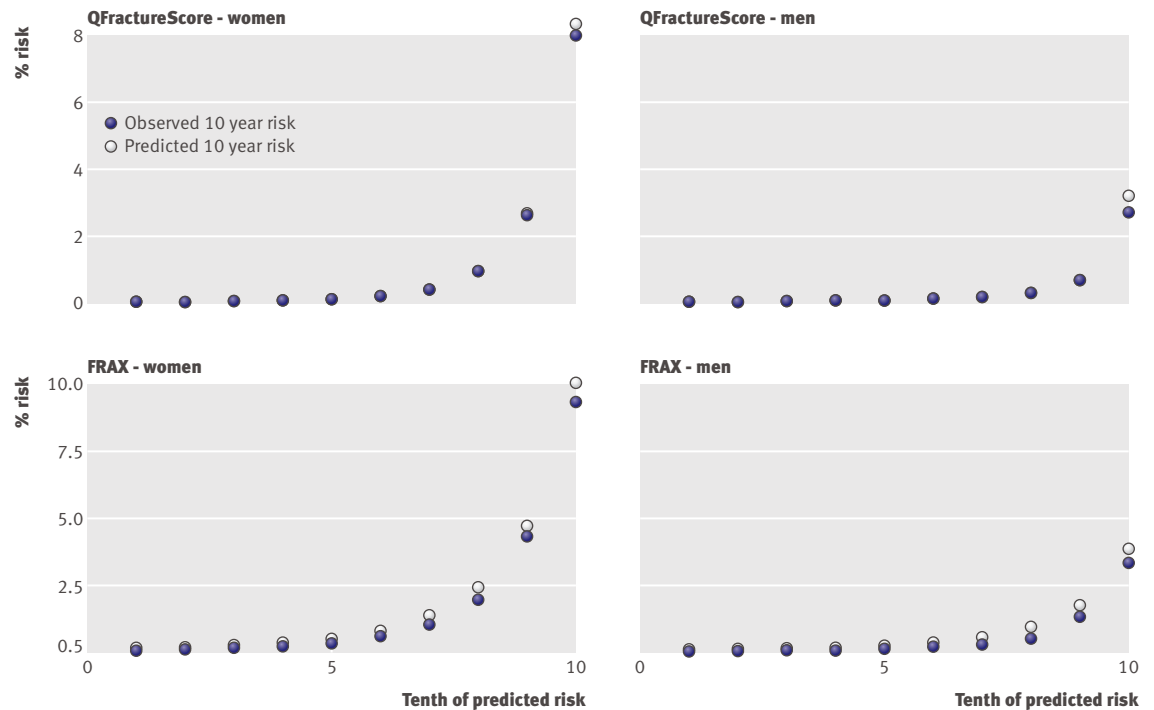 QFractureScore - women
QFractureScore - men
% risk
8
6
4
2
0
Observed 10 year risk
Predicted 10 year risk
FRAX - women
FRAX - men
% risk
10.0
7.5
5.0
2.5
0.5
0 5 10
0 5 10
Tenth of predicted risk
Tenth of predicted risk